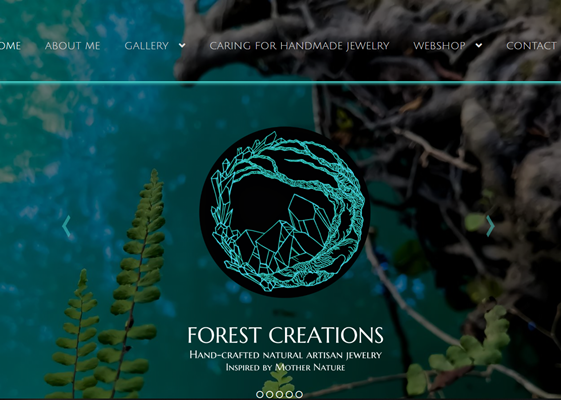 OME ABOUT ME GALLERY CARING FOR HANDMADE JEWELRY WEBSHOP CONTACT
FOREST CREATIONS
Hand-crafted natural artisan jewelry
Inspired by Mother Nature